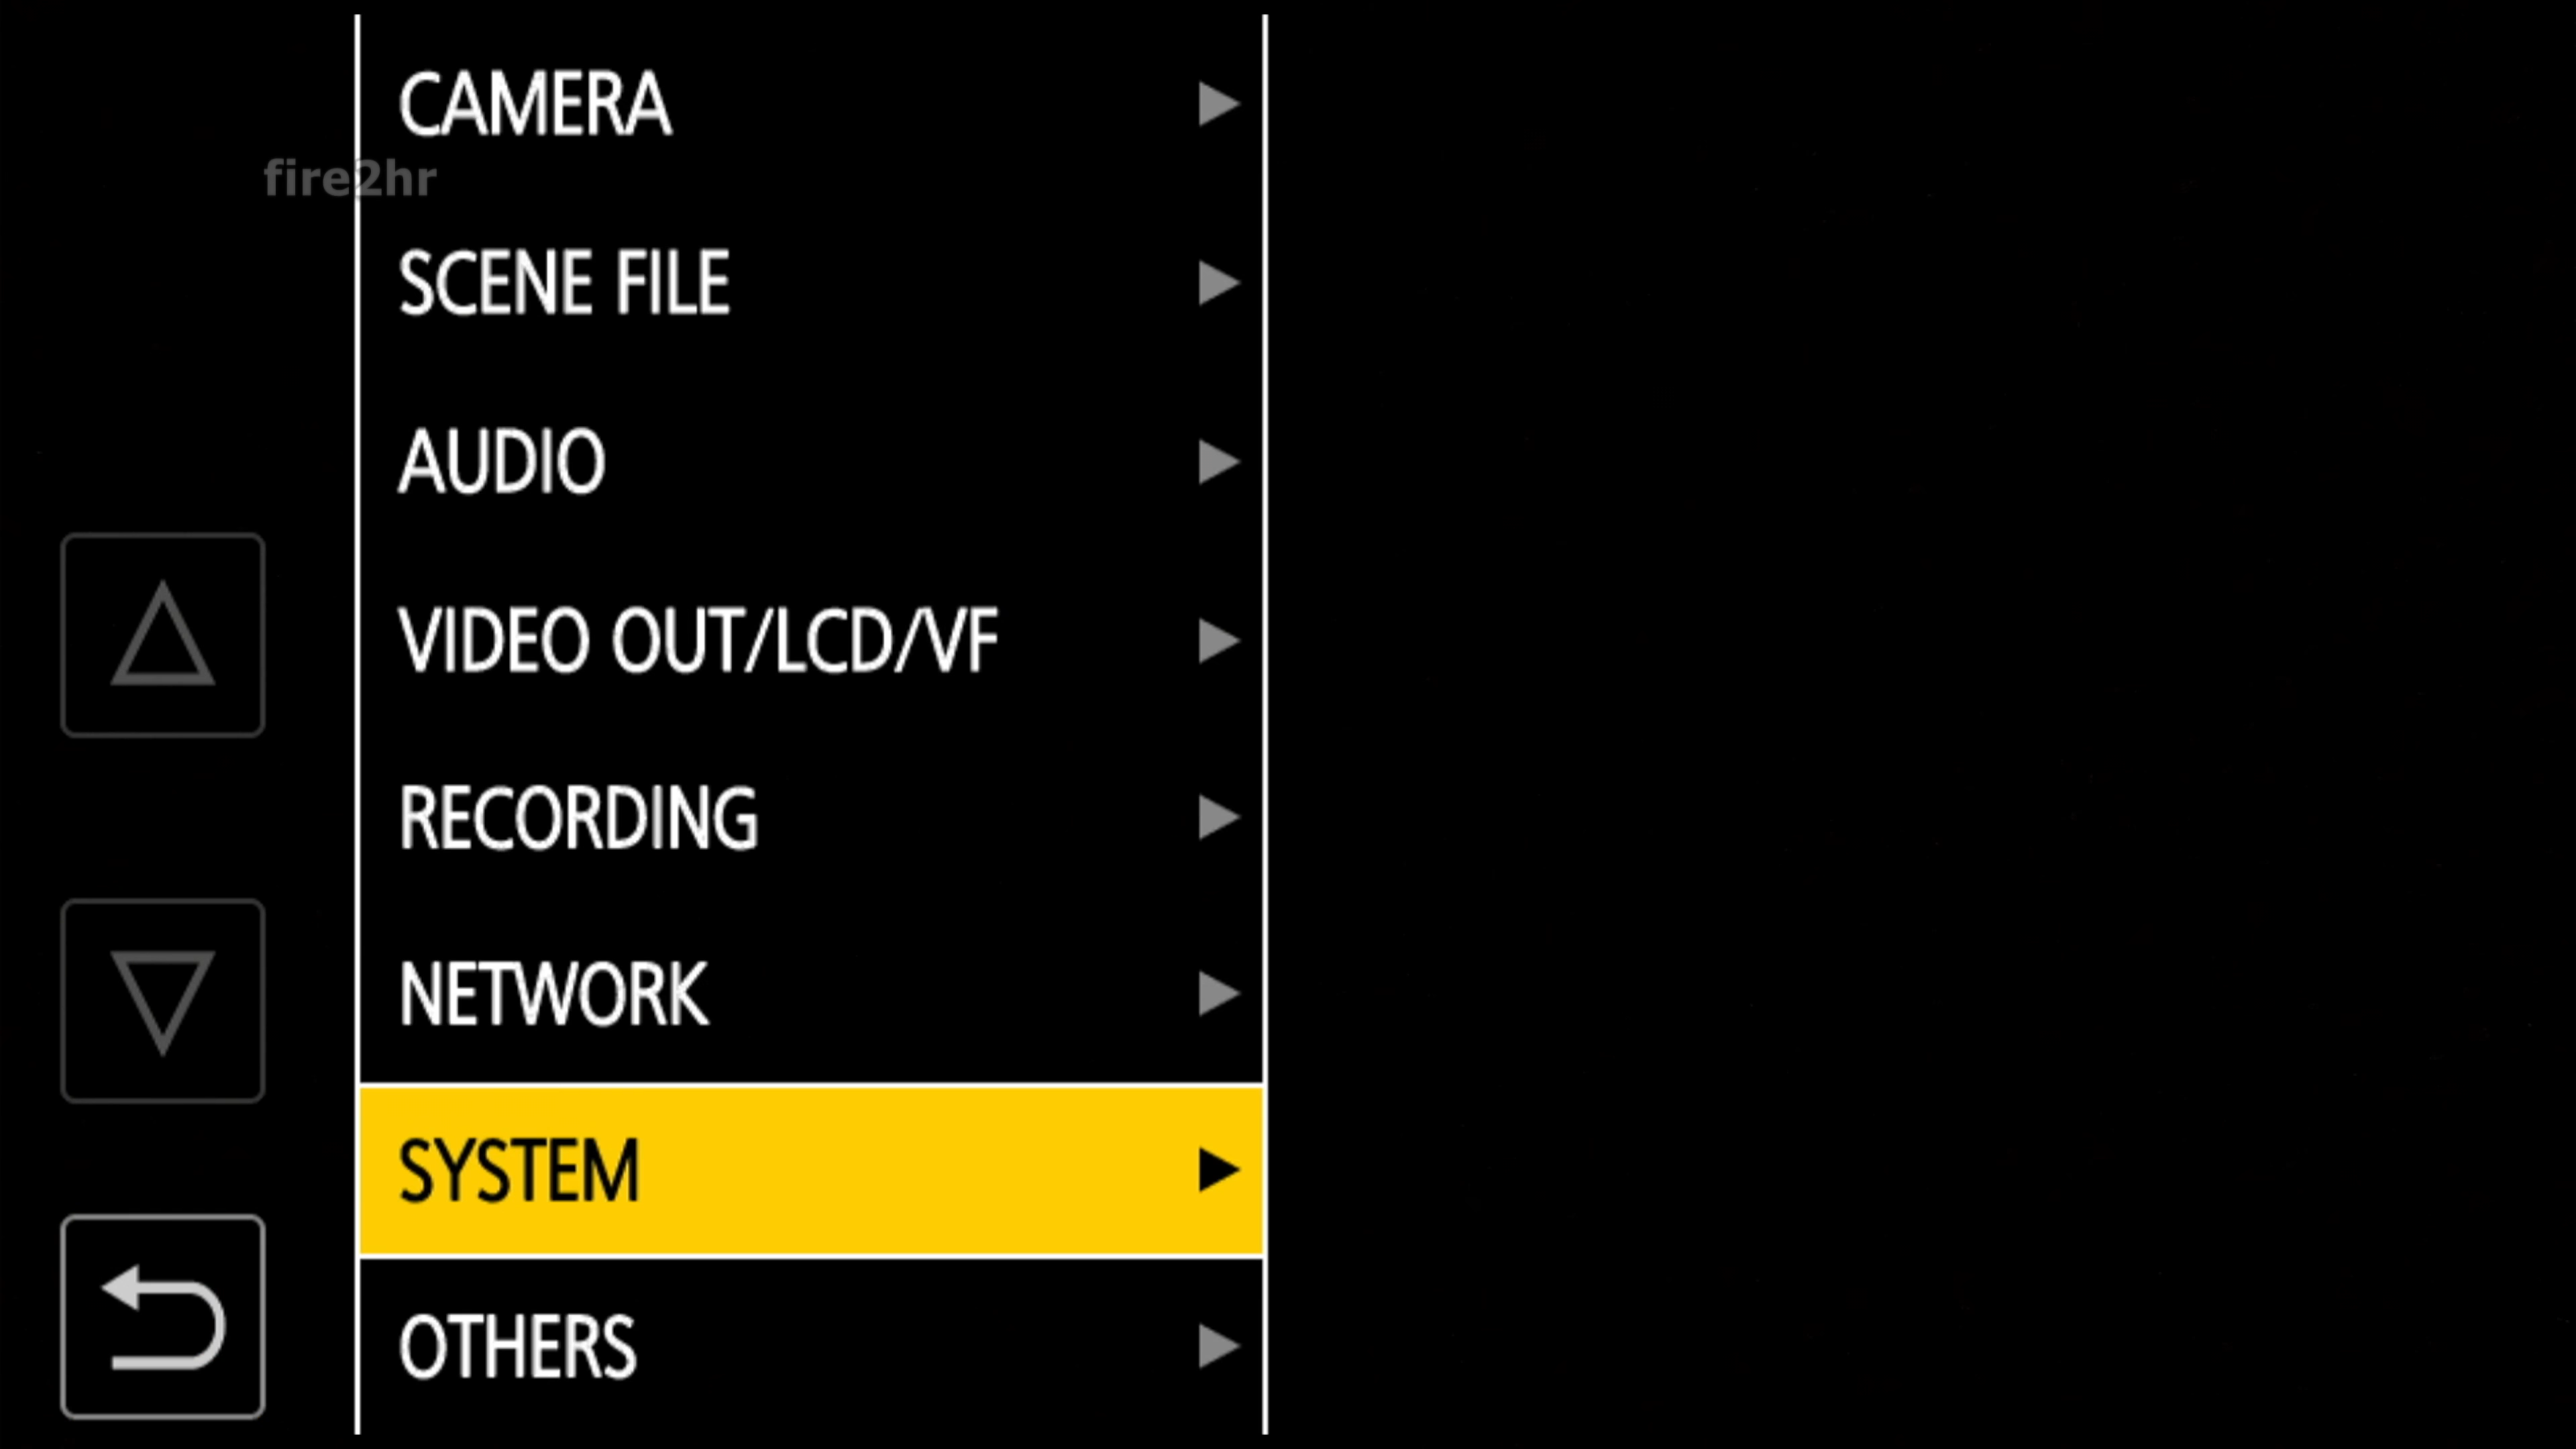 CAMERA
fire2hr
SCENE FILE
AUDIO
VIDEO OUT/LCD/VF
RECORDING
NETWORK
SYSTEM
OTHERS